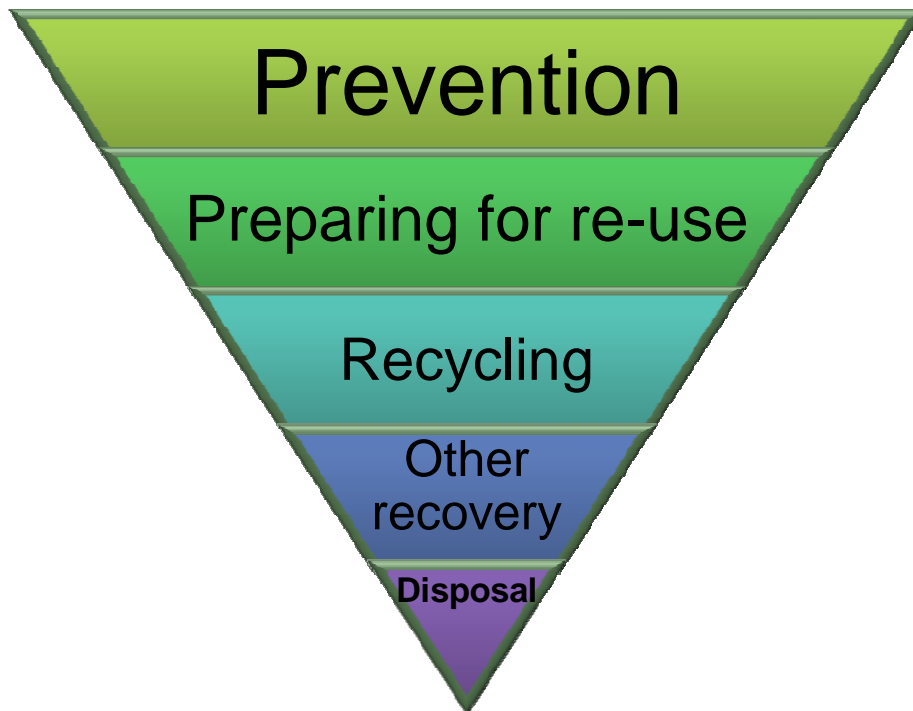 Prevention
Preparing for re-use
Recycling
Other
recovery
Disposal